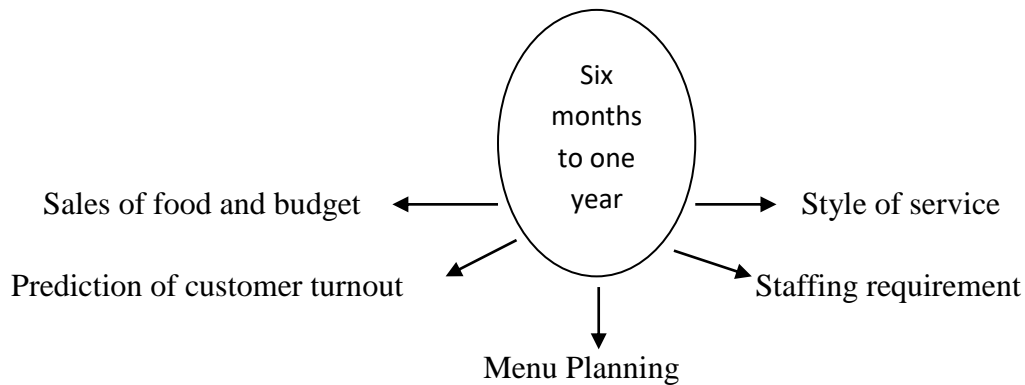 Six
months
to one
year
Sales of food and budget
Style of service
Prediction of customer turnout
Staffing requirement
Menu Planning